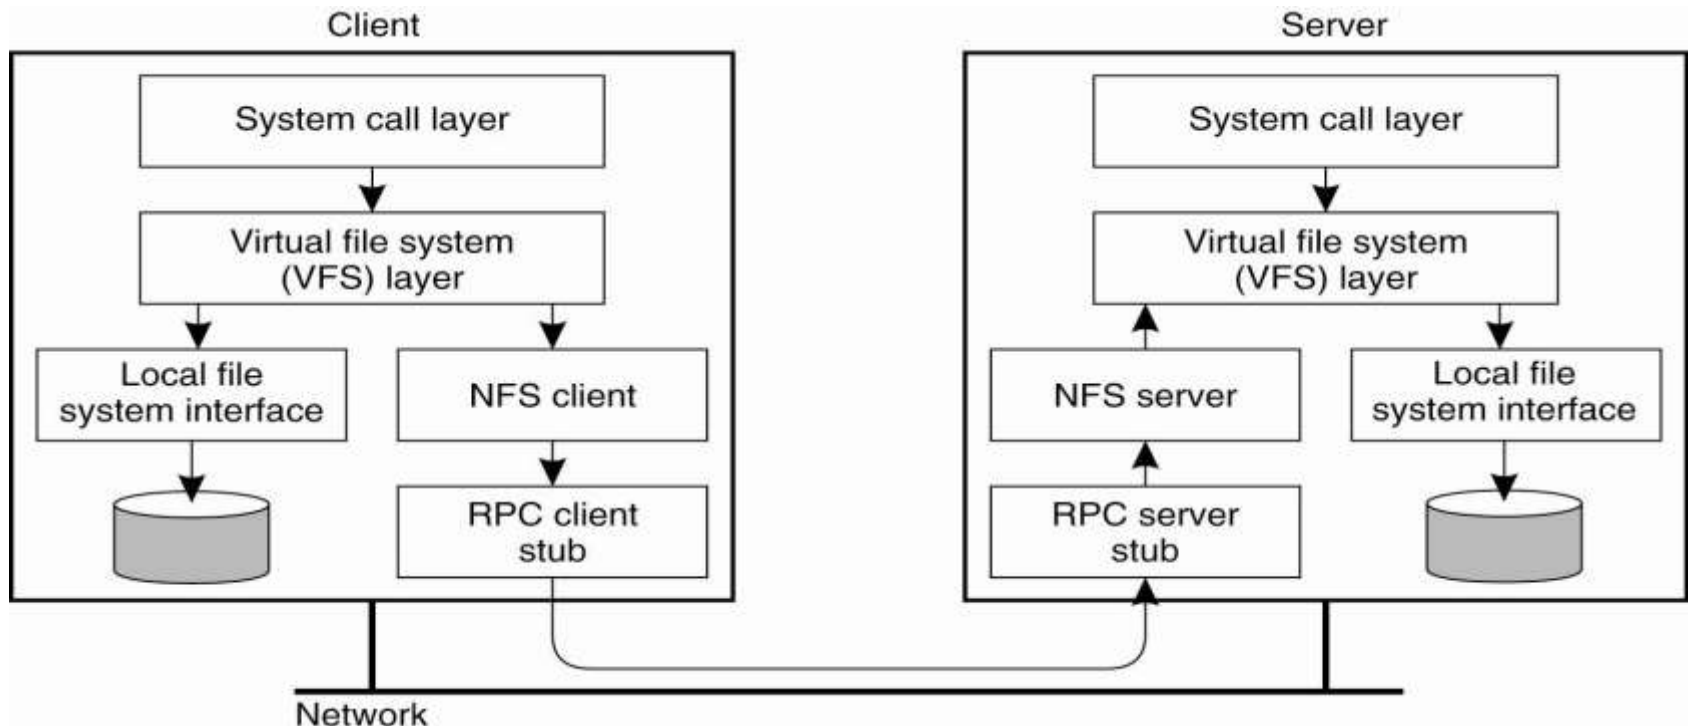 Client
System call layer
Virtual file system
(VFS) layer
Local file
system interface
NFS client
RPC client
stub
Server
System call layer
Virtual file system
(VFS) layer
NFS server
Local file
system interface
RPC server
stub
Network